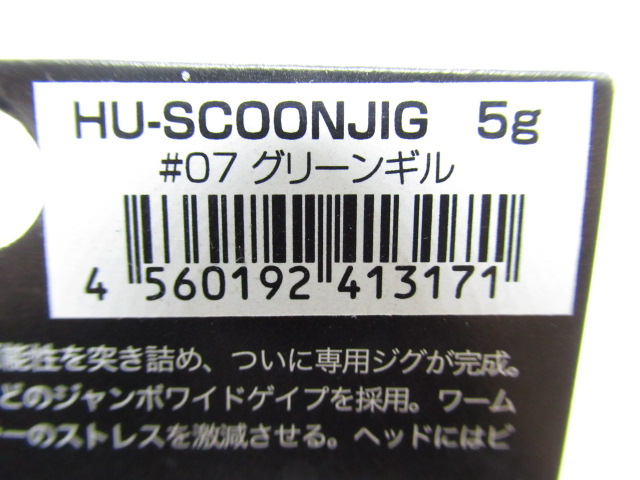 HU-SCOONJIG 5g
#07 グリーンギル
4 560192 413171
能性を突き詰め、ついに専用ジグが完成。
どのジャンボワイドゲイプを採用。ワーム
ーのストレスを激減させる。ヘッドにはビ